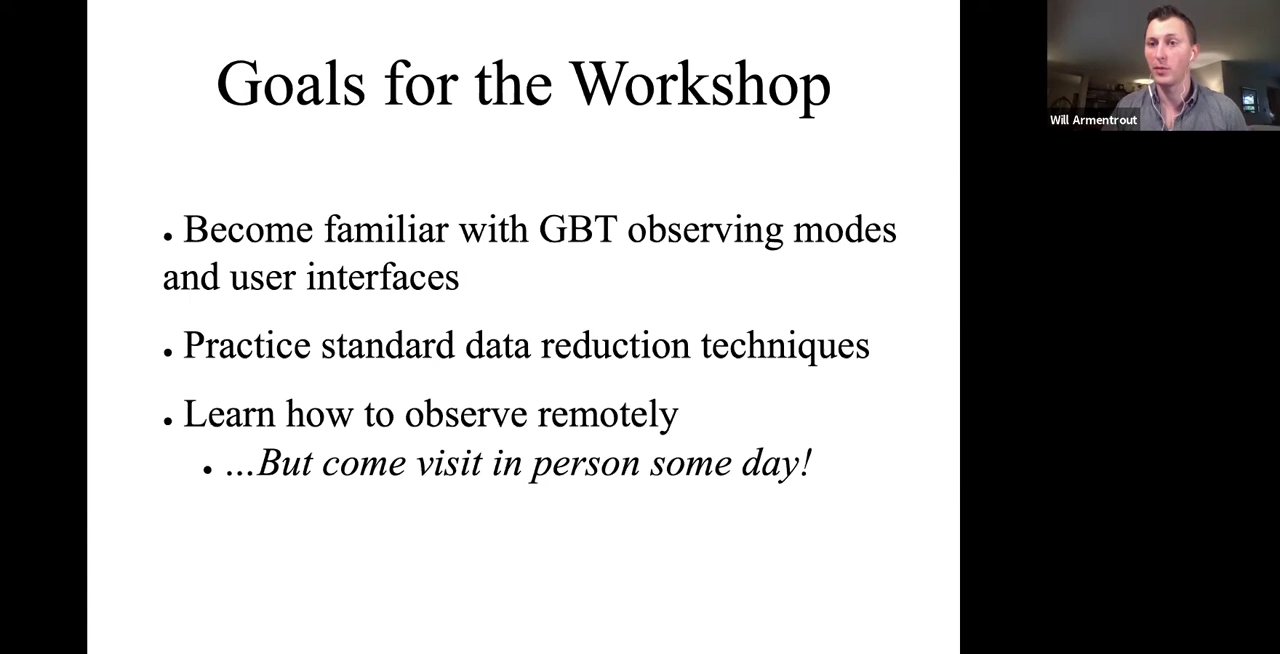 Goals for the Workshop
Will Armentrout
• Become familiar with GBT observing modes
and user interfaces
• Practice standard data reduction techniques
• Learn how to observe remotely
• ...But come visit in person some day!